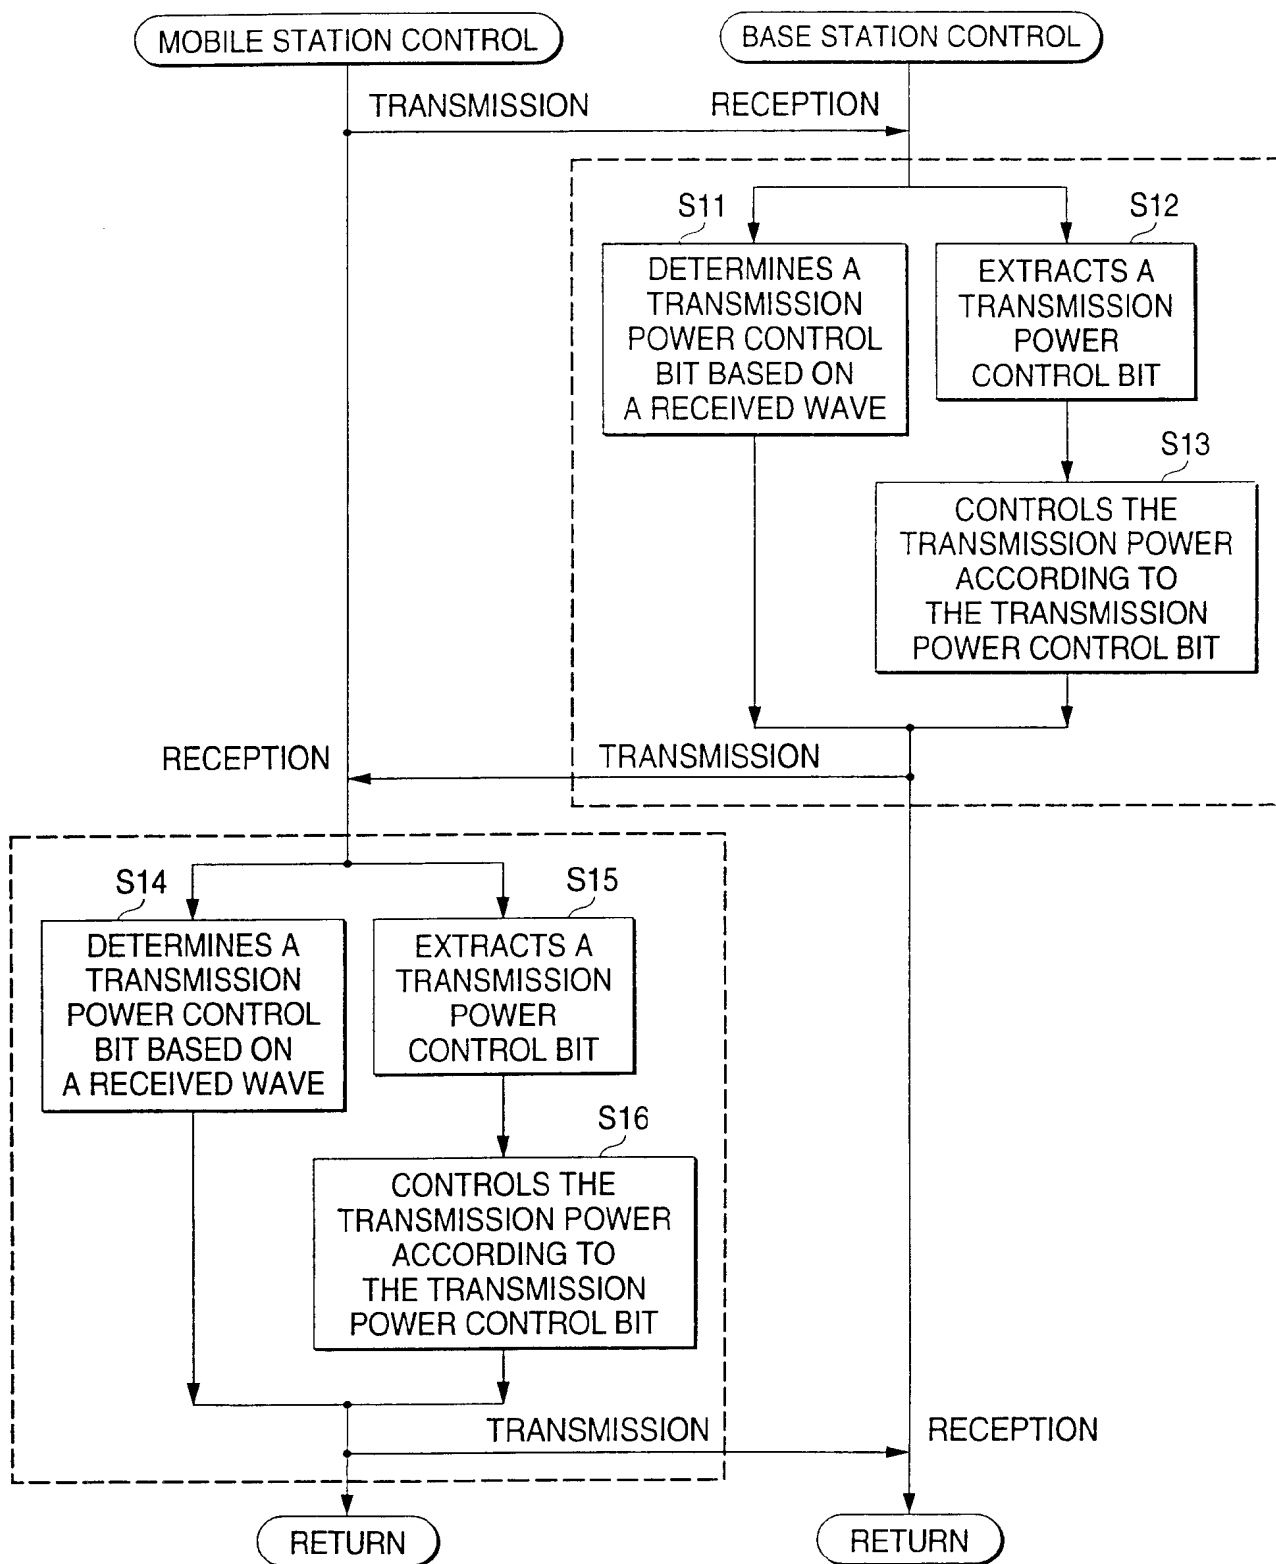 MOBILE STATION CONTROL
BASE STATION CONTROL
TRANSMISSION
RECEPTION
S11
S12
DETERMINES A
TRANSMISSION
POWER CONTROL
BIT BASED ON
A RECEIVED WAVE
EXTRACTS A
TRANSMISSION
POWER
CONTROL BIT
S13
CONTROLS THE
TRANSMISSION POWER
ACCORDING TO
THE TRANSMISSION
POWER CONTROL BIT
RECEPTION
TRANSMISSION
S14
S15
DETERMINES A
TRANSMISSION
POWER CONTROL
BIT BASED ON
A RECEIVED WAVE
EXTRACTS A
TRANSMISSION
POWER
CONTROL BIT
S16
CONTROLS THE
TRANSMISSION POWER
ACCORDING TO
THE TRANSMISSION
POWER CONTROL BIT
TRANSMISSION
RECEPTION
RETURN
RETURN